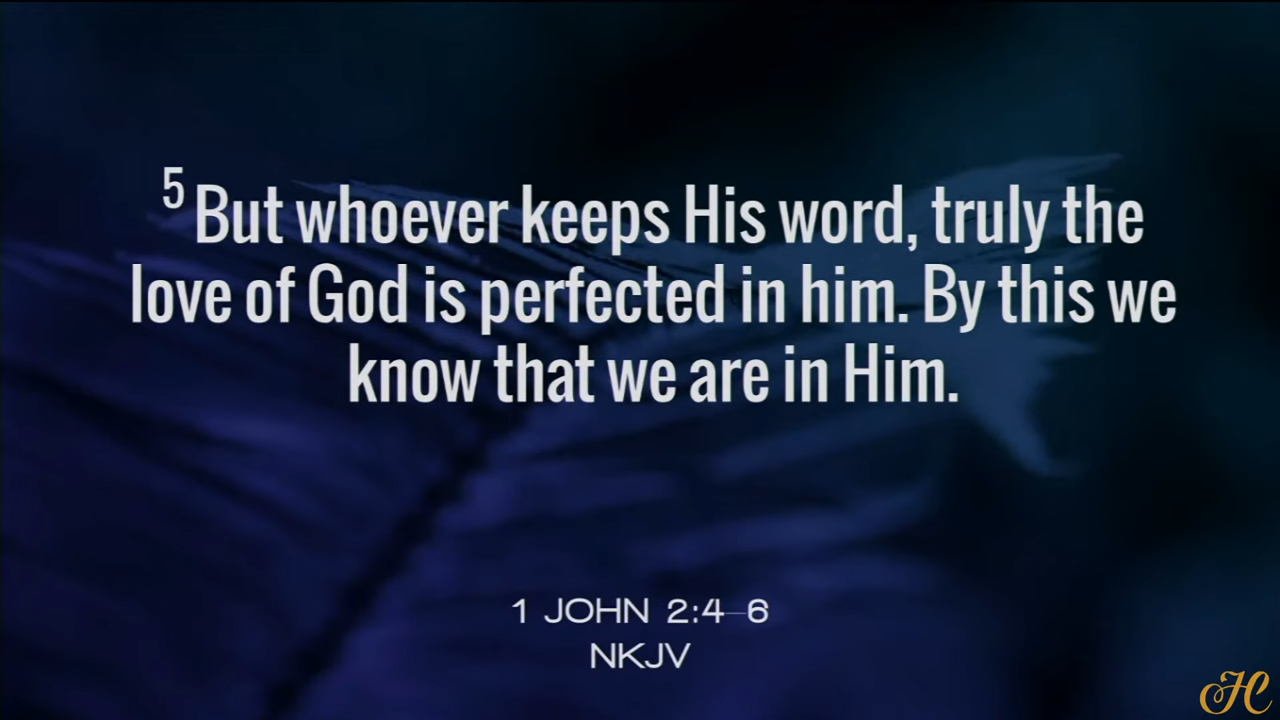 5 But whoever keeps His word, truly the
love of God is perfected in him. By this we
know that we are in Him.
1 JOHN 2:4–6
NKJV
HC